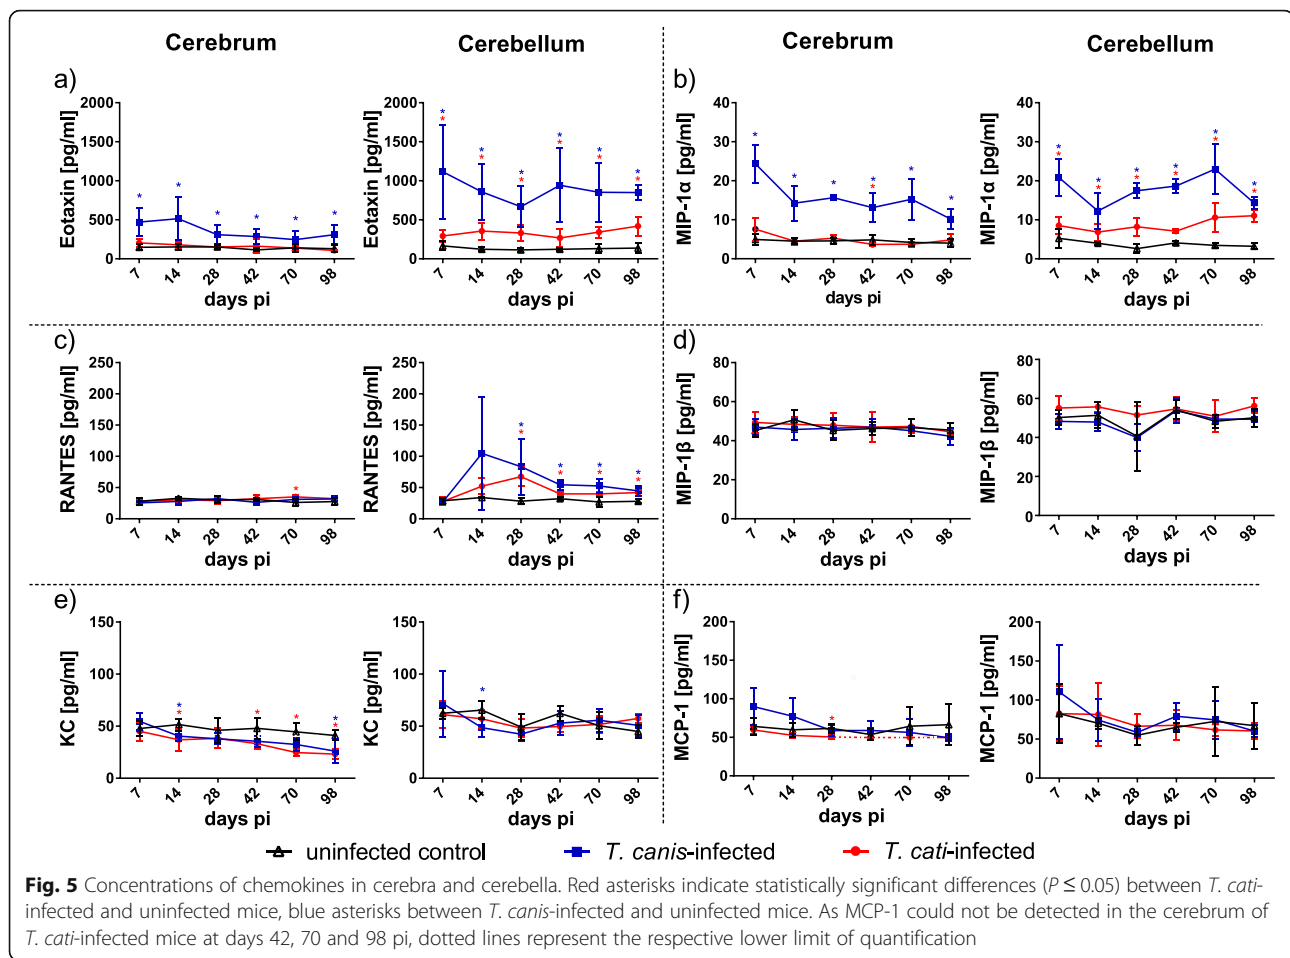 Cerebrum
Cerebellum
Cerebrum
Cerebellum
a)
Eotaxin [pg/ml]
2000
1500
1000
500
0
* * * * * *
7 14 28 42 70 98
days pi
Eotaxin [pg/ml]
2000
1500
1000
500
0
* * * * * *
* * * * * *
7 14 28 42 70 98
days pi
b)
MIP-1α [pg/ml]
40
30
20
10
0
* * * * * *
*
7 14 28 42 70 98
days pi
MIP-1α [pg/ml]
40
30
20
10
0
* * * * * *
* * * * * *
7 14 28 42 70 98
days pi
c)
RANTES [pg/ml]
250
200
150
100
50
0
*
7 14 28 42 70 98
days pi
RANTES [pg/ml]
250
200
150
100
50
0
* * * *
* * * *
7 14 28 42 70 98
days pi
d)
MIP-1β [pg/ml]
80
60
40
20
0
7 14 28 42 70 98
days pi
MIP-1β [pg/ml]
80
60
40
20
0
7 14 28 42 70 98
days pi
e)
KC [pg/ml]
150
100
50
0
* * * *
* *
7 14 28 42 70 98
days pi
KC [pg/ml]
150
100
50
0
*
7 14 28 42 70 98
days pi
f)
MCP-1 [pg/ml]
200
150
100
50
0
*
7 14 28 42 70 98
days pi
MCP-1 [pg/ml]
200
150
100
50
0
7 14 28 42 70 98
days pi
uninfected control
T. canis-infected
T. cati-infected
Fig. 5 Concentrations of chemokines in cerebra and cerebella. Red asterisks indicate statistically significant differences (P ≤ 0.05) between T. cati-
infected and uninfected mice, blue asterisks between T. canis-infected and uninfected mice. As MCP-1 could not be detected in the cerebrum of
T. cati-infected mice at days 42, 70 and 98 pi, dotted lines represent the respective lower limit of quantification